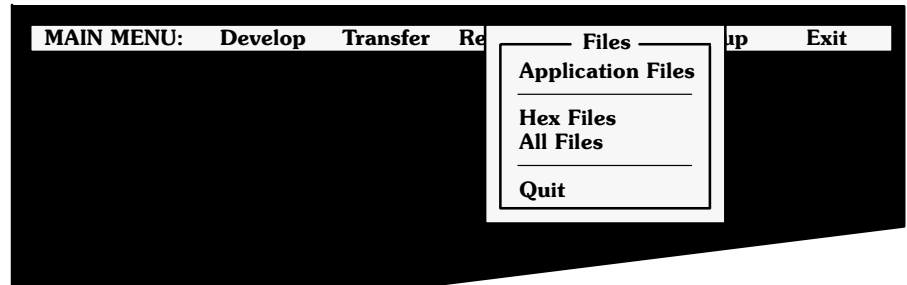 MAIN MENU: Develop Transfer Exit
Files
Application Files
Hex Files
All Files
Quit